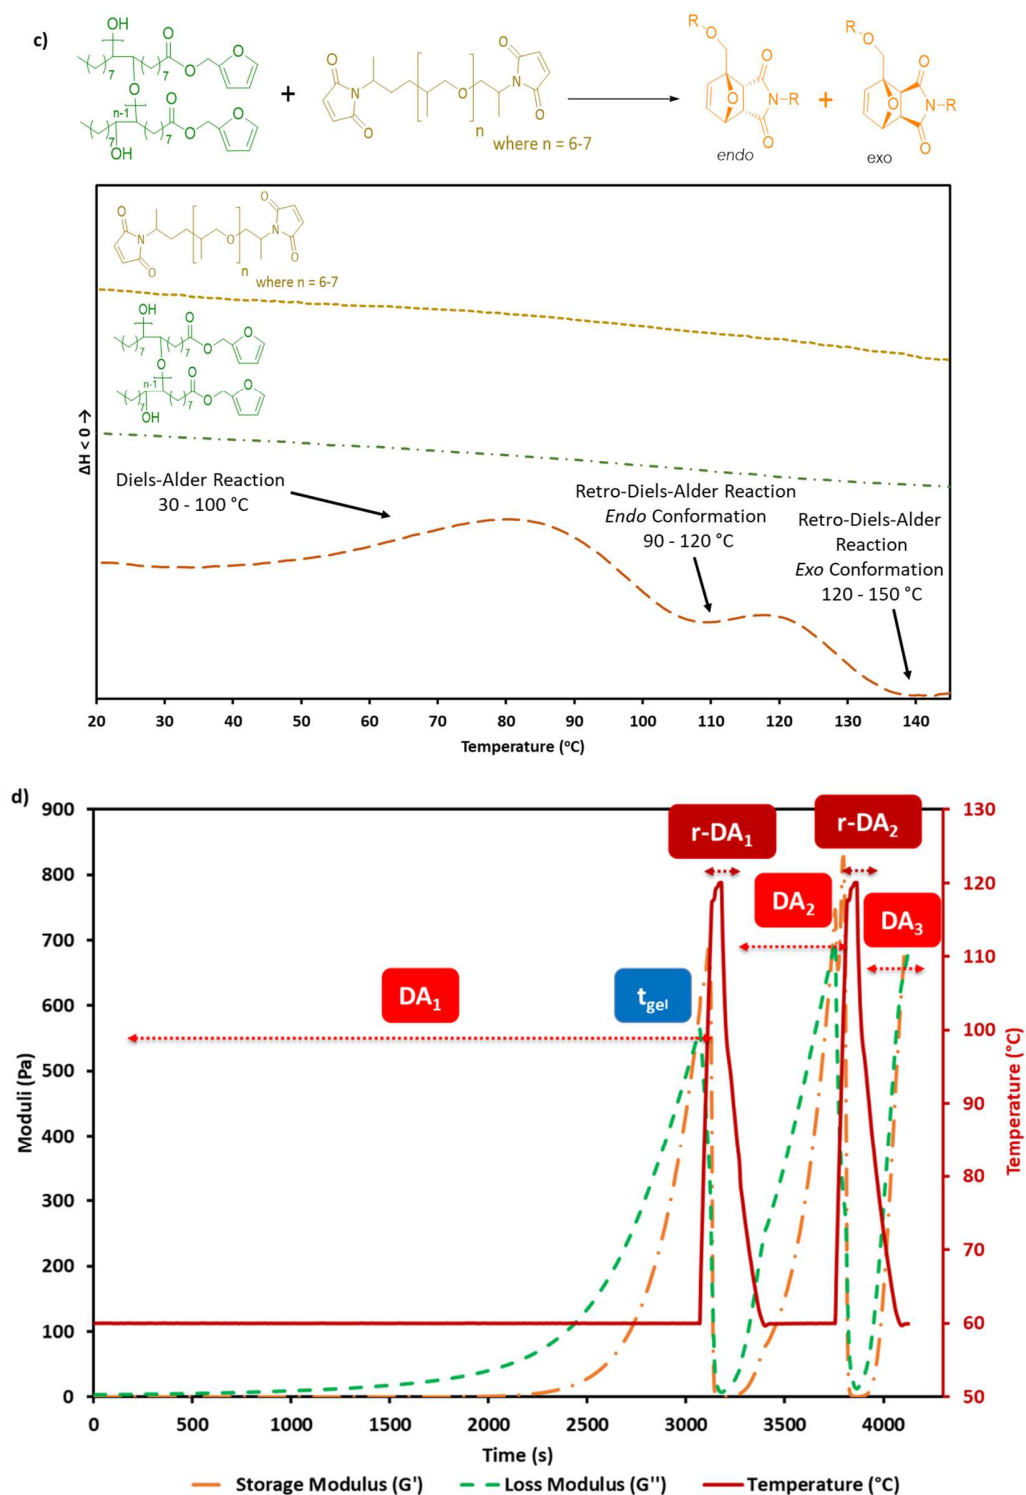 c)
OH
O
7
7
O
O
O
n-1
7
7
O
O
O
OH
+
O
N
O
O
n
O
N
O
where n = 6-7
R
O
O
O
N-R
O
endo
+
R
O
O
O
N-R
O
exo
O
N
O
O
n
O
N
O
where n = 6-7
OH
O
7
7
O
O
O
n-1
7
7
O
O
O
OH
ΔH < 0 →
Diels-Alder Reaction
30 - 100 °C
Retro-Diels-Alder Reaction
Endo Conformation
90 - 120 °C
Retro-Diels-Alder
Reaction
Exo Conformation
120 - 150 °C
20 30 40 50 60 70 80 90 100 110 120 130 140
Temperature (°C)
d)
900
800
700
600
500
400
300
200
100
0
Moduli (Pa)
r-DA1
r-DA2
DA2
DA3
DA1
tgel
130
120
110
100
90
80
70
60
50
Temperature (°C)
0 500 1000 1500 2000 2500 3000 3500 4000
Time (s)
Storage Modulus (G') Loss Modulus (G'') Temperature (°C)